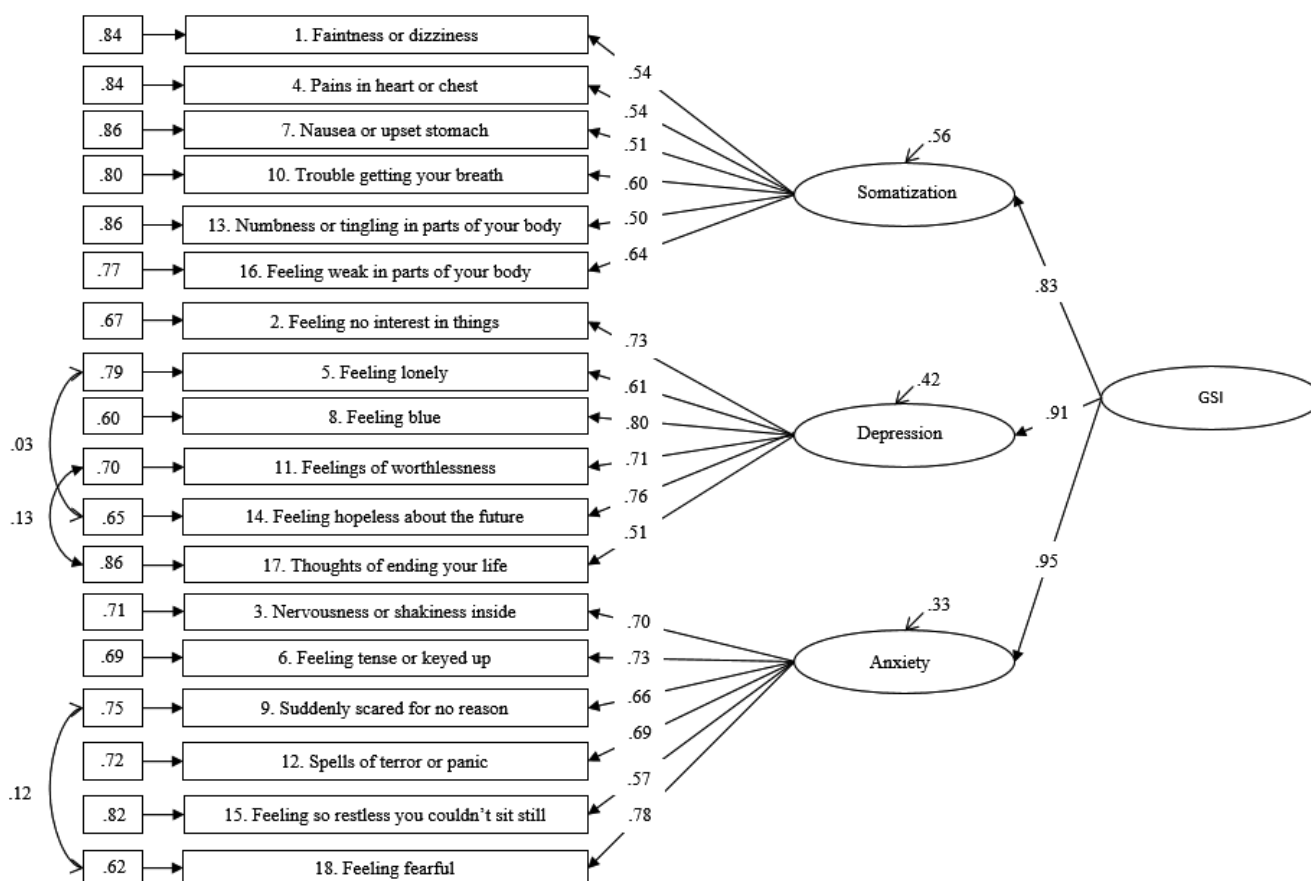 .84 1. Faintness or dizziness
.54
.84 4. Pains in heart or chest
.54
.86 7. Nausea or upset stomach
.51
.56
.80 10. Trouble getting your breath
.60
Somatization
.86 13. Numbness or tingling in parts of your body
.50
.64
.77 16. Feeling weak in parts of your body
.83
.67 2. Feeling no interest in things
.73
.79 5. Feeling lonely
.61
.42
GSI
.60 8. Feeling blue
.80
.91
Depression
.03
.70 11. Feelings of worthlessness
.71
.76
.13
.65 14. Feeling hopeless about the future
.51
.86 17. Thoughts of ending your life
.95
.71 3. Nervousness or shakiness inside
.70
.33
.69 6. Feeling tense or keyed up
.73
Anxiety
.66
.75 9. Suddenly scared for no reason
.69
.72 12. Spells of terror or panic
.57
.12
.82 15. Feeling so restless you couldn’t sit still
.78
.62 18. Feeling fearful